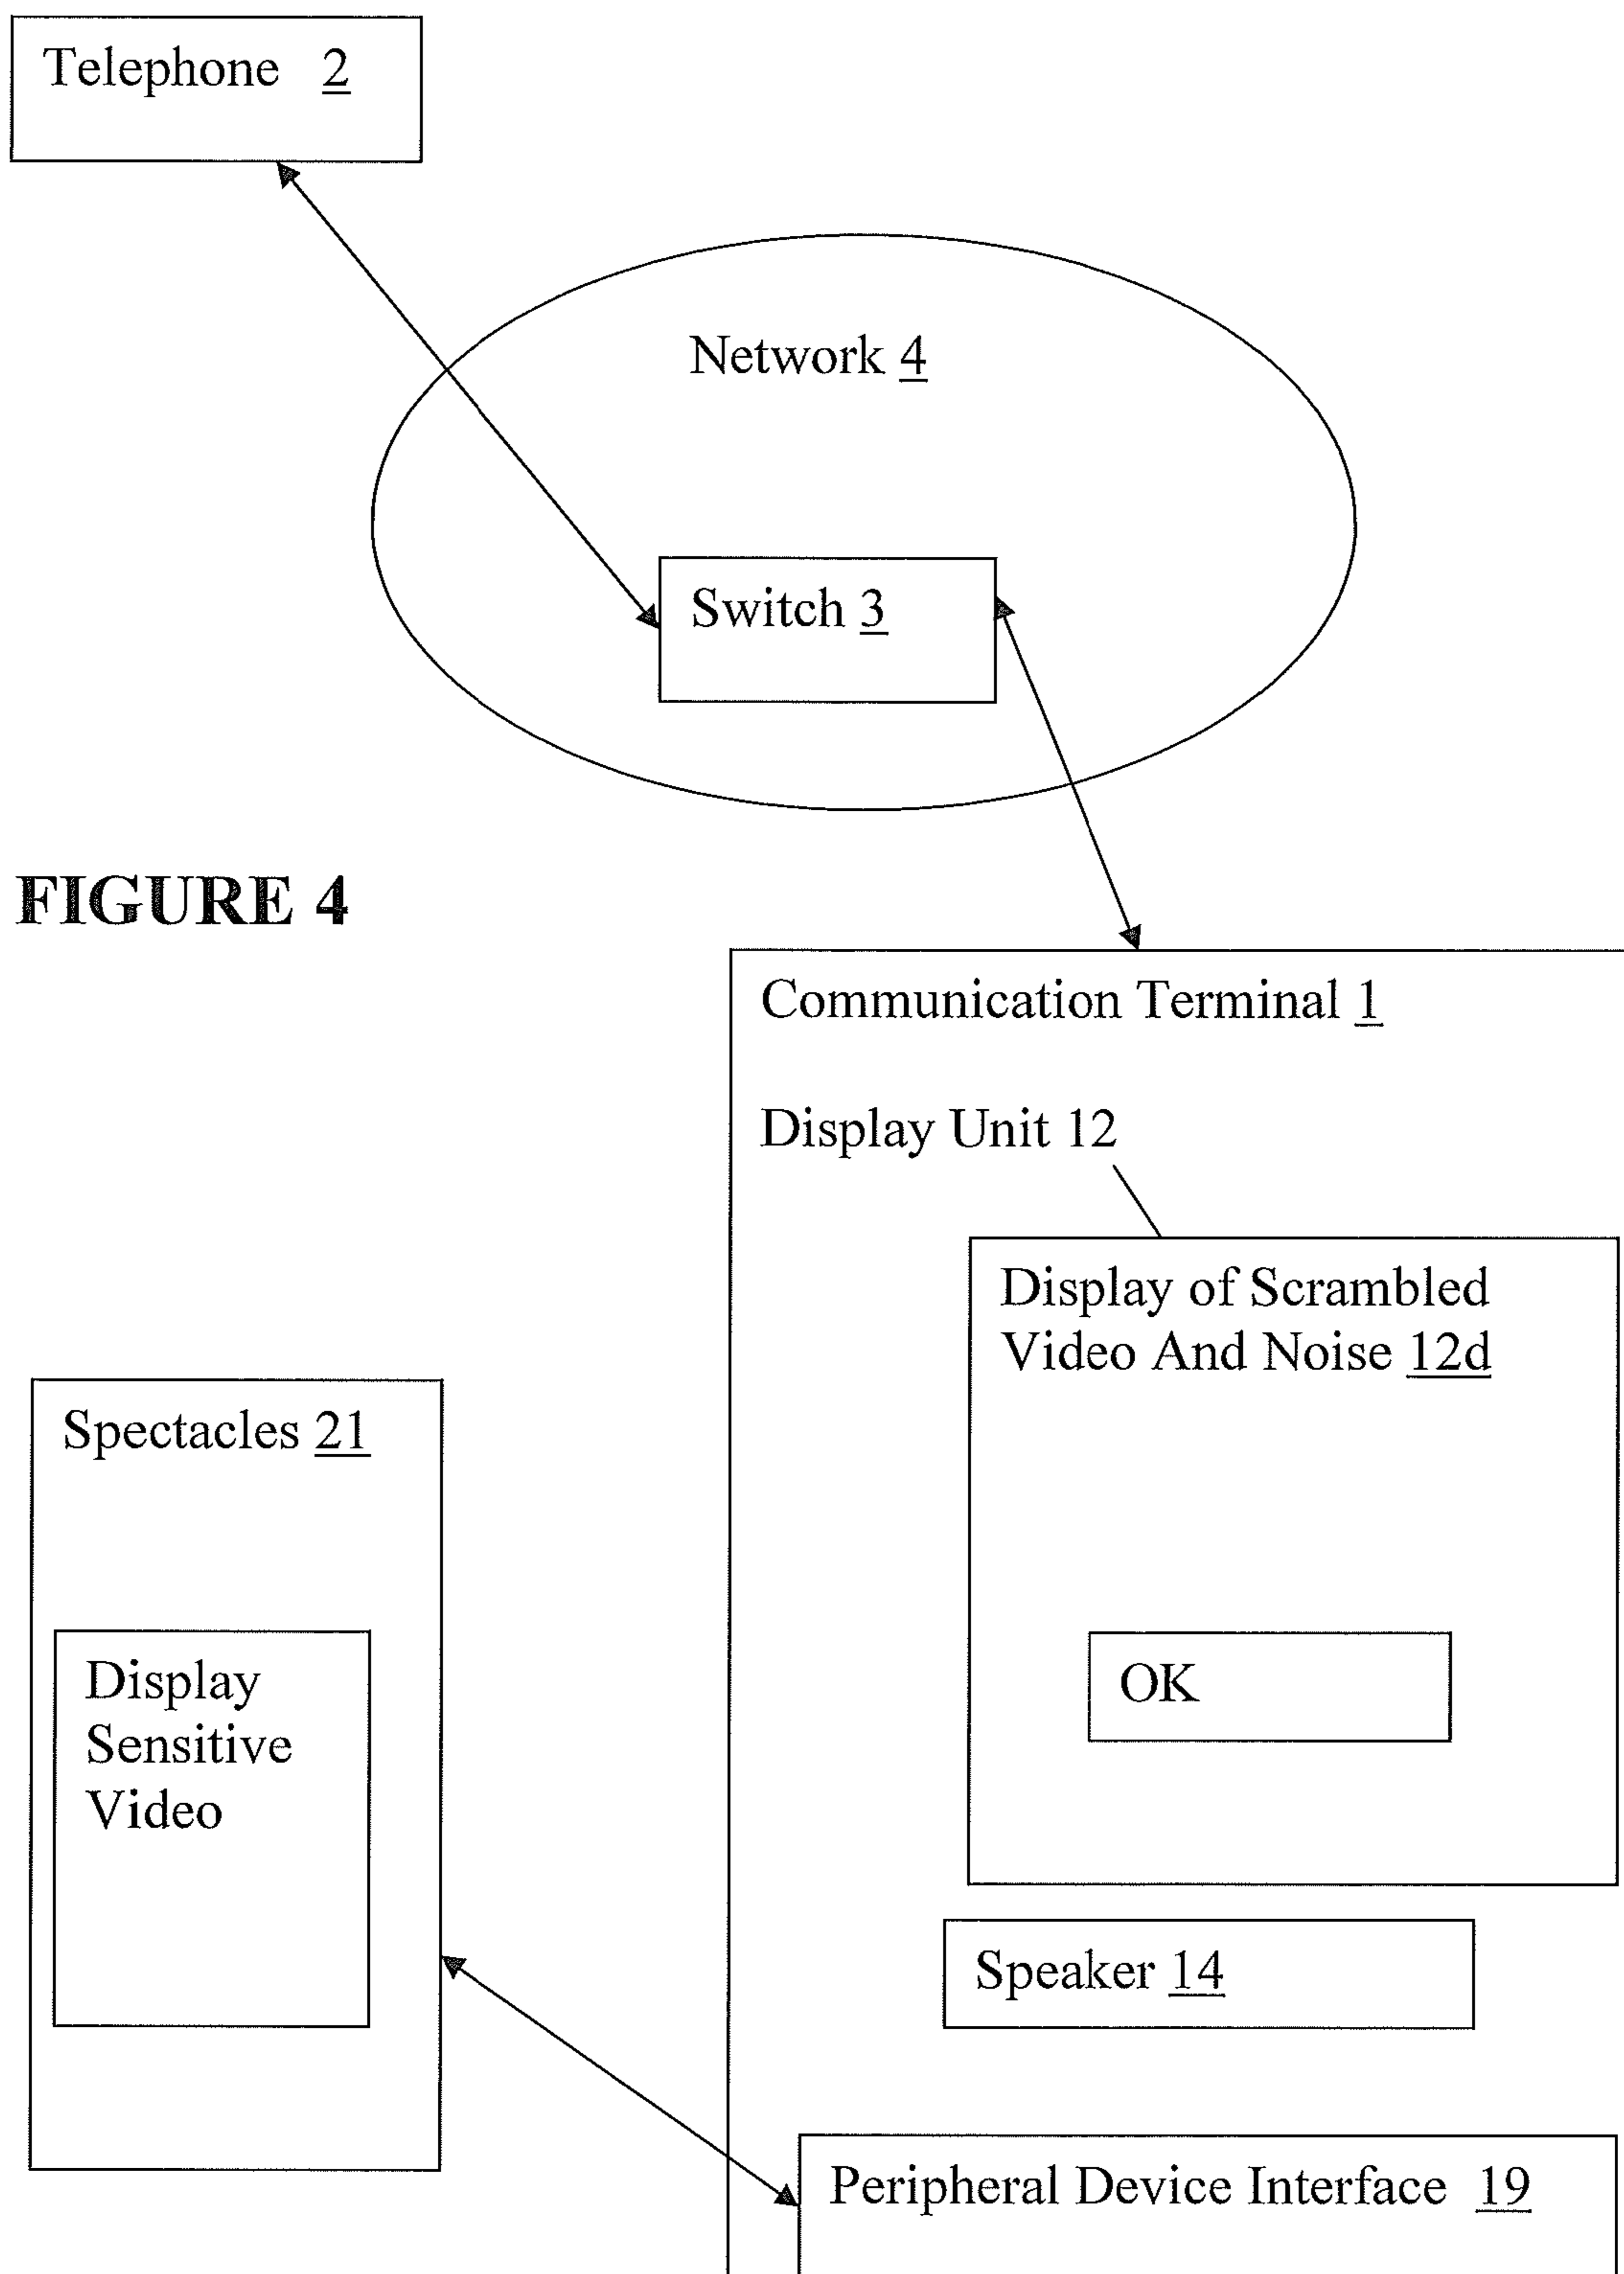 Telephone 2
Network 4
Switch 3
FIGURE 4
Communication Terminal 1
Display Unit 12
Display of Scrambled
Video And Noise 12d
Spectacles 21
Display
Sensitive
Video
OK
Speaker 14
Peripheral Device Interface 19